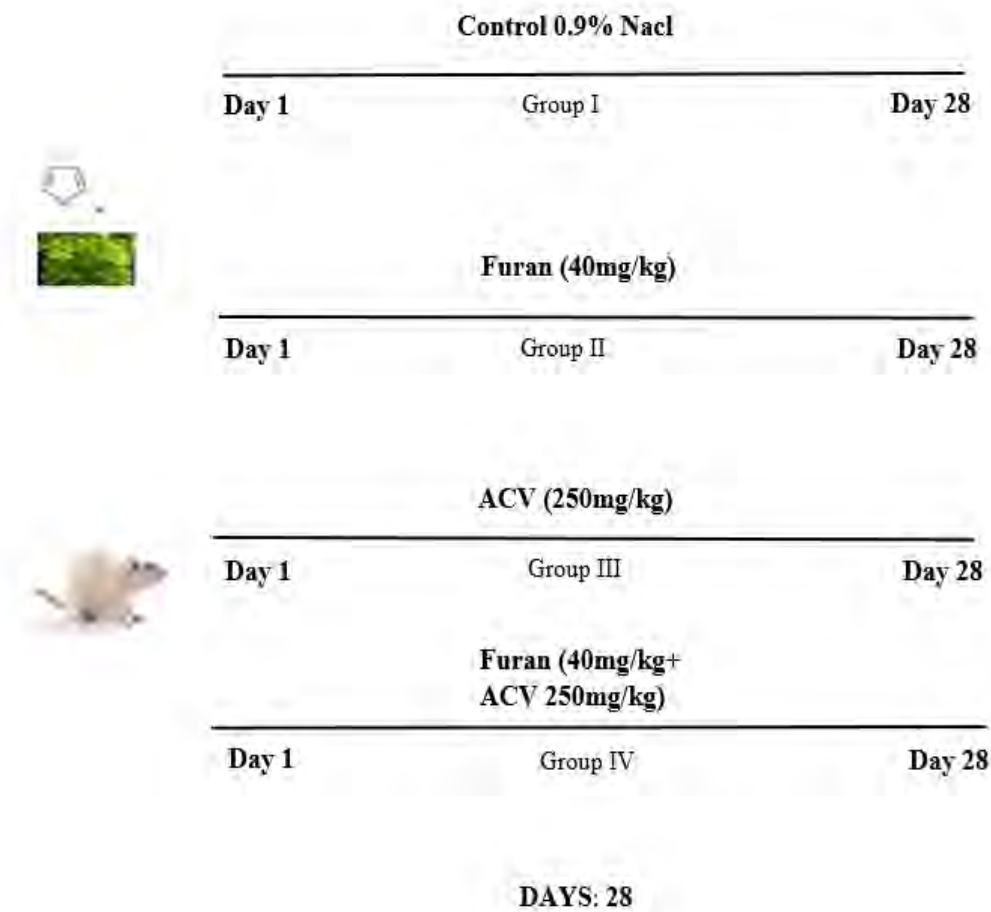 Control 0.9% Nacl
Day 1 Group I Day 28
Furan (40mg/kg)
Day 1 Group II Day 28
ACV (250mg/kg)
Day 1 Group III Day 28
Furan (40mg/kg+
ACV 250mg/kg)
Day 1 Group IV Day 28
DAYS: 28